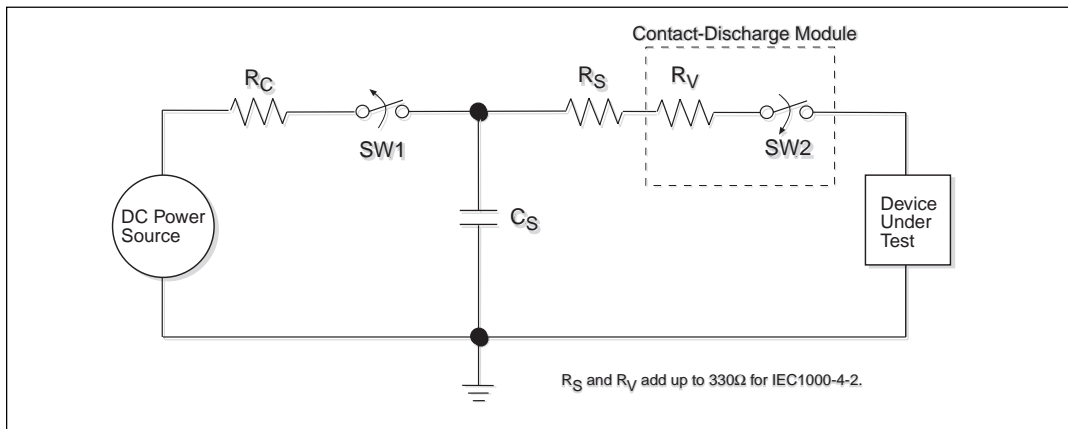 Contact-Discharge Module
RC
RS
RV
SW1
SW2
DC Power
Source
CS
Device
Under
Test
RS and RV add up to 330Ω for IEC1000-4-2.